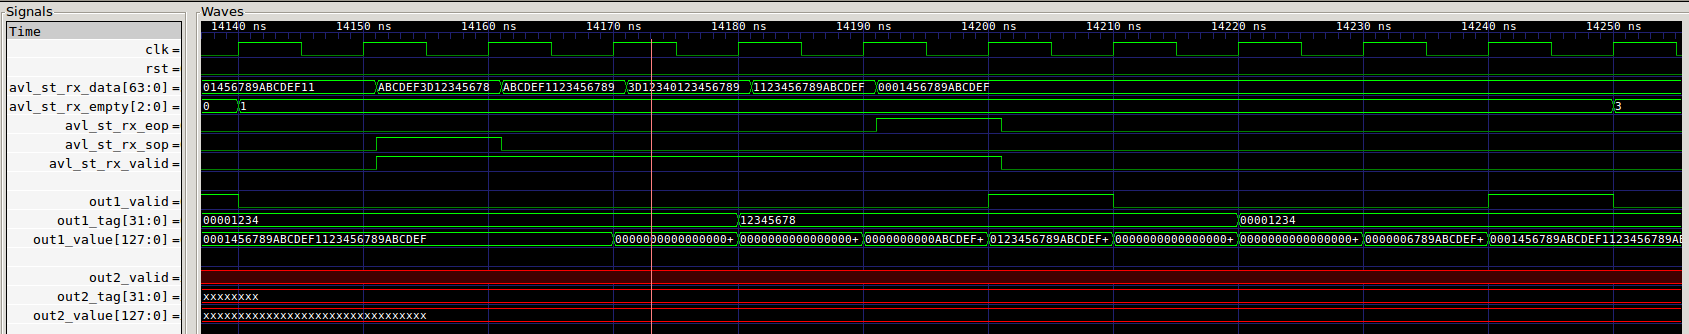 Signals Waves
Time 14140 ns 14150 ns 14160 ns 14170 ns 14180 ns 14190 ns 14200 ns 14210 ns 14220 ns 14230 ns 14240 ns 14250 ns
clk =
rst =
avl_st_rx_data[63:0] = 01456789ABCDEF11 ABCDEF3D12345678 ABCDEF1123456789 3D12340123456789 1123456789ABCDEF 0001456789ABCDEF
avl_st_rx_empty[2:0] = 0 1 3
avl_st_rx_eop =
avl_st_rx_sop =
avl_st_rx_valid =
out1_valid =
out1_tag[31:0] = 00001234 12345678 00001234
out1_value[127:0] = 0001456789ABCDEF1123456789ABCDEF 0000000000000000+ 0000000000000000+ 0000000000ABCDEF+ 0123456789ABCDEF+ 0000000000000000+ 0000000000000000+ 0000006789ABCDEF+ 0001456789ABCDEF1123456789AB
out2_valid =
out2_tag[31:0] = xxxxxxxx
out2_value[127:0] = xxxxxxxxxxxxxxxxxxxxxxxxxxxxxxxx